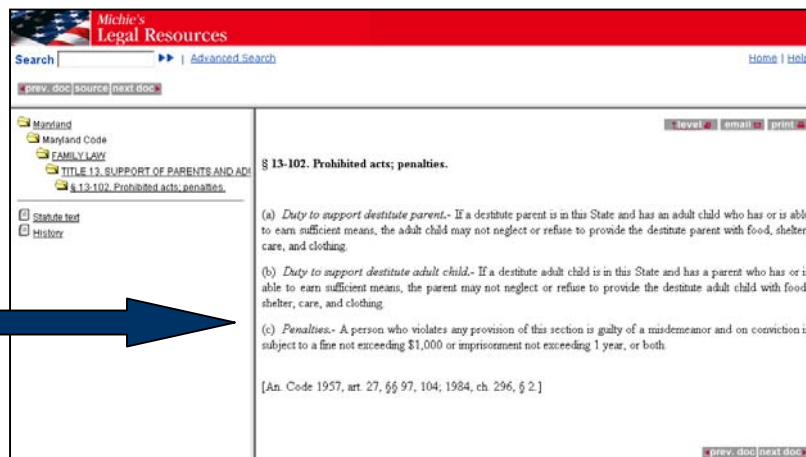 Michie's
Legal Resources
Search | Advanced Search
Home | Help
prev. doc source next doc
Maryland
Maryland Code
FAMILY LAW
TITLE 13. SUPPORT OF PARENTS AND
§ 13-102. Prohibited acts; penalties.
Statute text
History
level email print
§ 13-102. Prohibited acts; penalties.
(a) Duty to support destitute parent.- If a destitute parent is in this State and has an adult child who has or is able
to earn sufficient means, the adult child may not neglect or refuse to provide the destitute parent with food, shelter,
care, and clothing.
(b) Duty to support destitute adult child.- If a destitute adult child is in this State and has a parent who has or is
able to earn sufficient means, the parent may not neglect or refuse to provide the destitute adult child with food,
shelter, care, and clothing.
(c) Penalties.- A person who violates any provision of this section is guilty of a misdemeanor and on conviction is
subject to a fine not exceeding $1,000 or imprisonment not exceeding 1 year, or both.
[An. Code 1957, art. 27, §§ 97, 104; 1984, ch. 296, § 2.]
prev. doc next doc